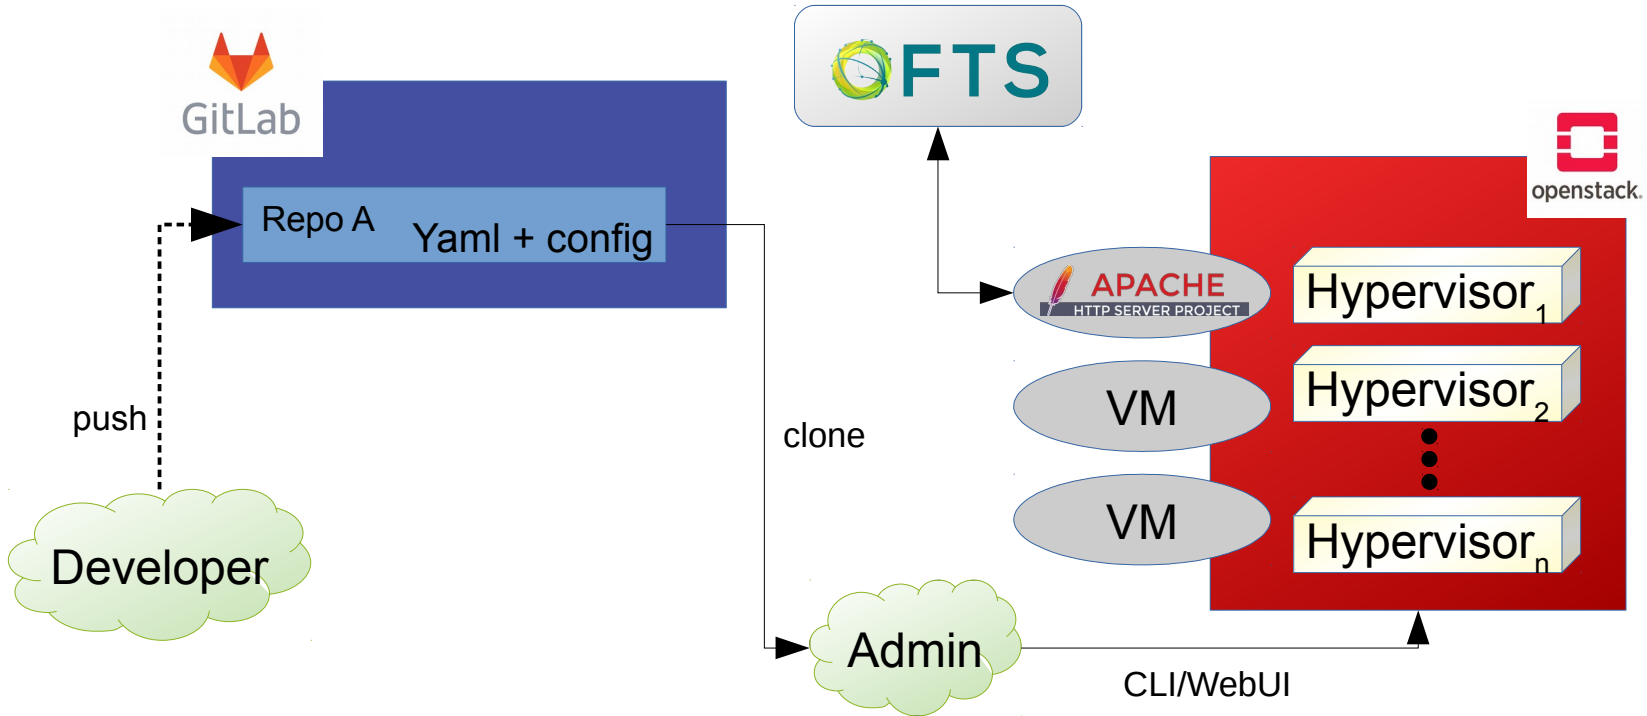 GitLab
Repo A
Yaml + config
push
Developer
clone
FTS
openstack.
APACHE
HTTP SERVER PROJECT
VM
VM
Hypervisor1
Hypervisor2
Hypervisorn
Admin
CLI/WebUI